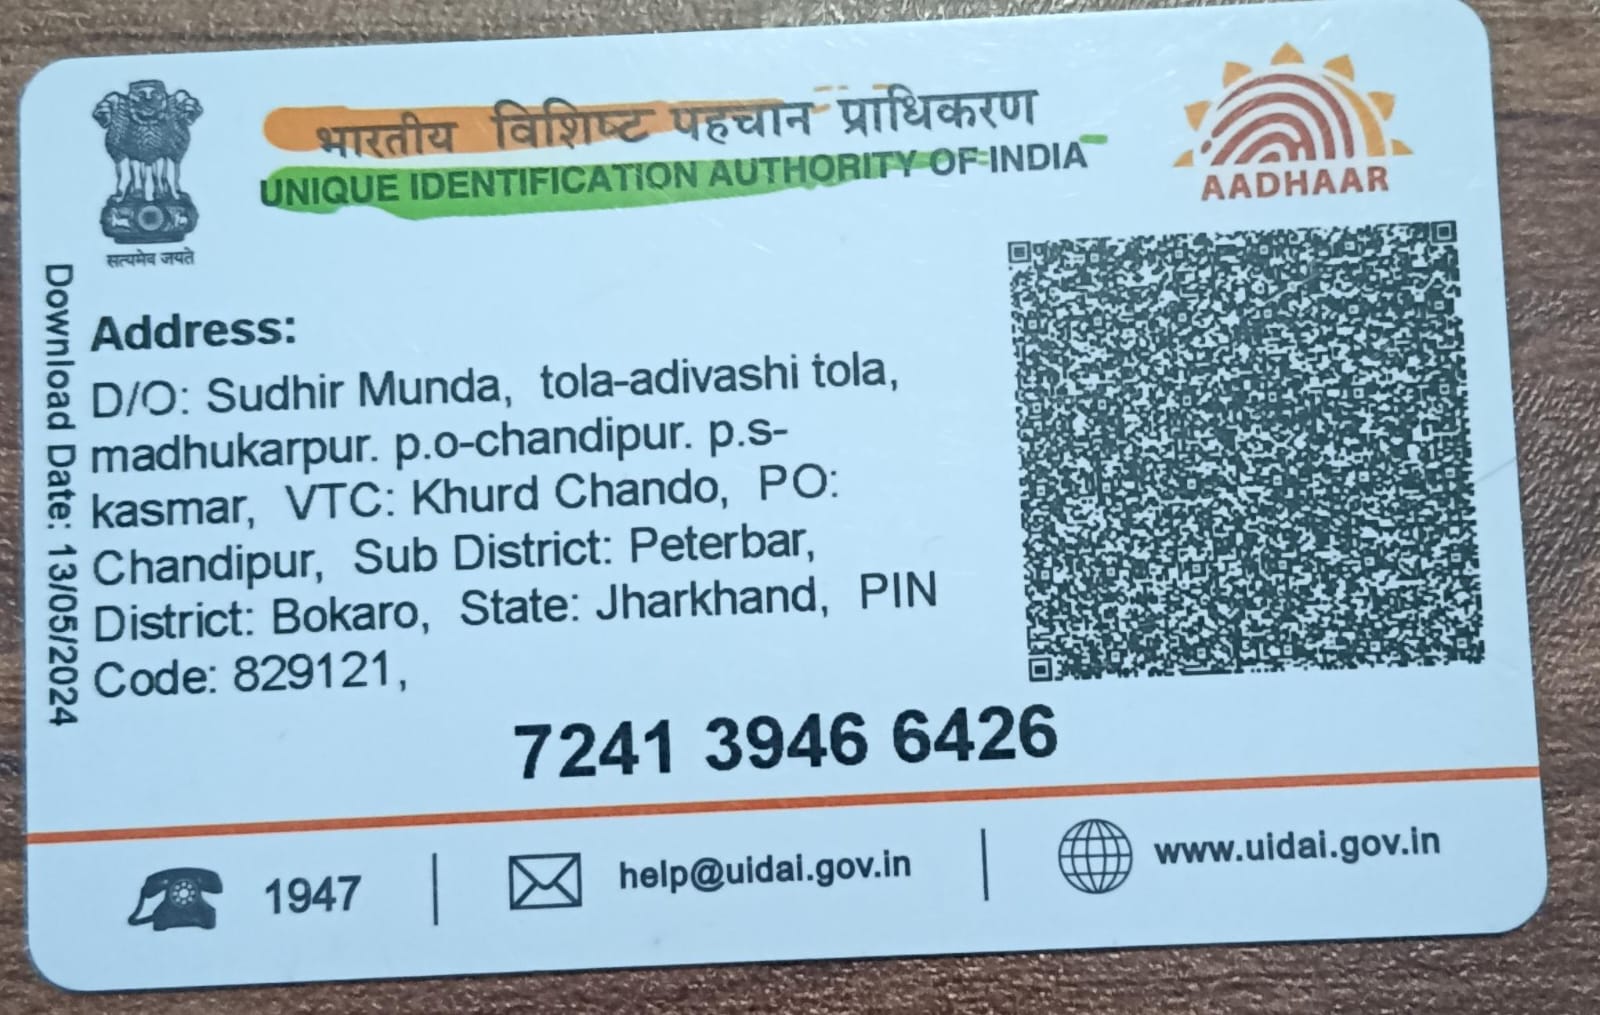 भारतीय विशिष्ट पहचान प्राधिकरण
UNIQUE IDENTIFICATION AUTHORITY OF INDIA
AADHAAR
सत्यमेव जयते
Download Date: 13/05/2024
Address:
D/O: Sudhir Munda, tola-adivashi tola,
madhukarpur. p.o-chandipur. p.s-
kasmar, VTC: Khurd Chando, PO:
Chandipur, Sub District: Peterbar,
District: Bokaro, State: Jharkhand, PIN
Code: 829121,
7241 3946 6426
1947
help@uidai.gov.in
www.uidai.gov.in